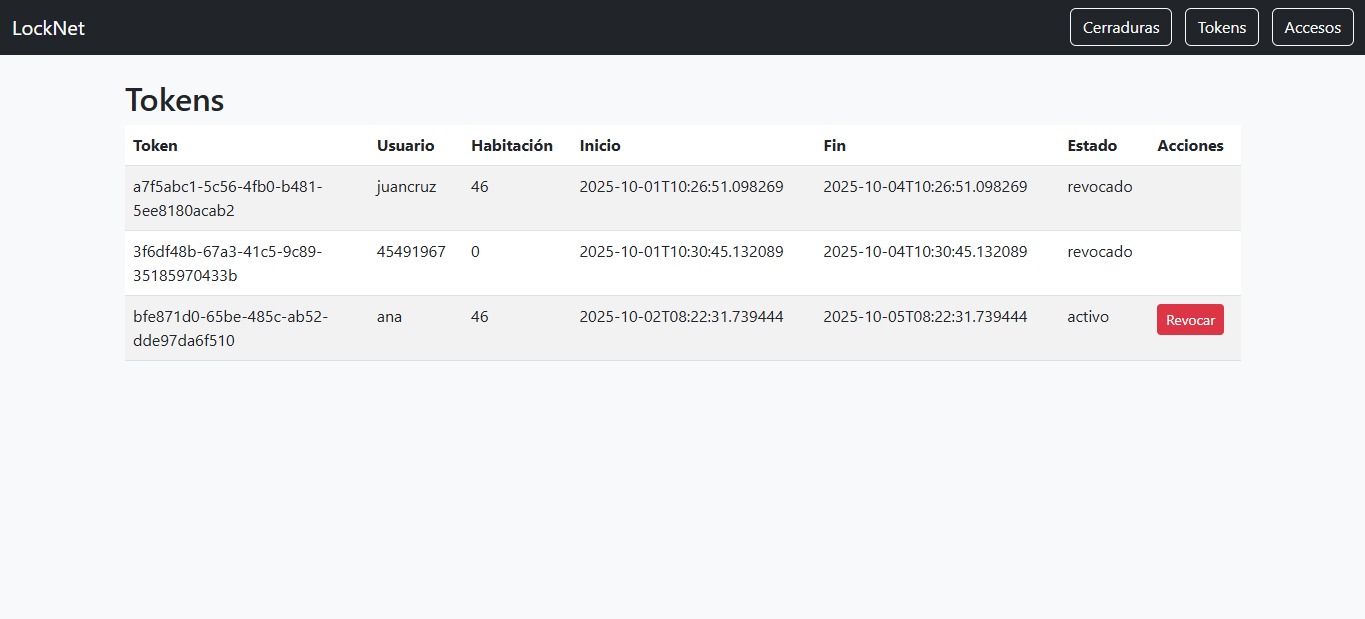 LockNet Cerraduras Tokens Accesos
Tokens
Token Usuario Habitación Inicio Fin Estado Acciones
a7f5abc1-5c56-4fb0-b481- juancruz 46 2025-10-01T10:26:51.098269 2025-10-04T10:26:51.098269 revocado
5ee8180acab2
3f6df48b-67a3-41c5-9c89- 45491967 0 2025-10-01T10:30:45.132089 2025-10-04T10:30:45.132089 revocado
35185970433b
bfe871d0-65be-485c-ab52- ana 46 2025-10-02T08:22:31.739444 2025-10-05T08:22:31.739444 activo Revocar
dde97da6f510